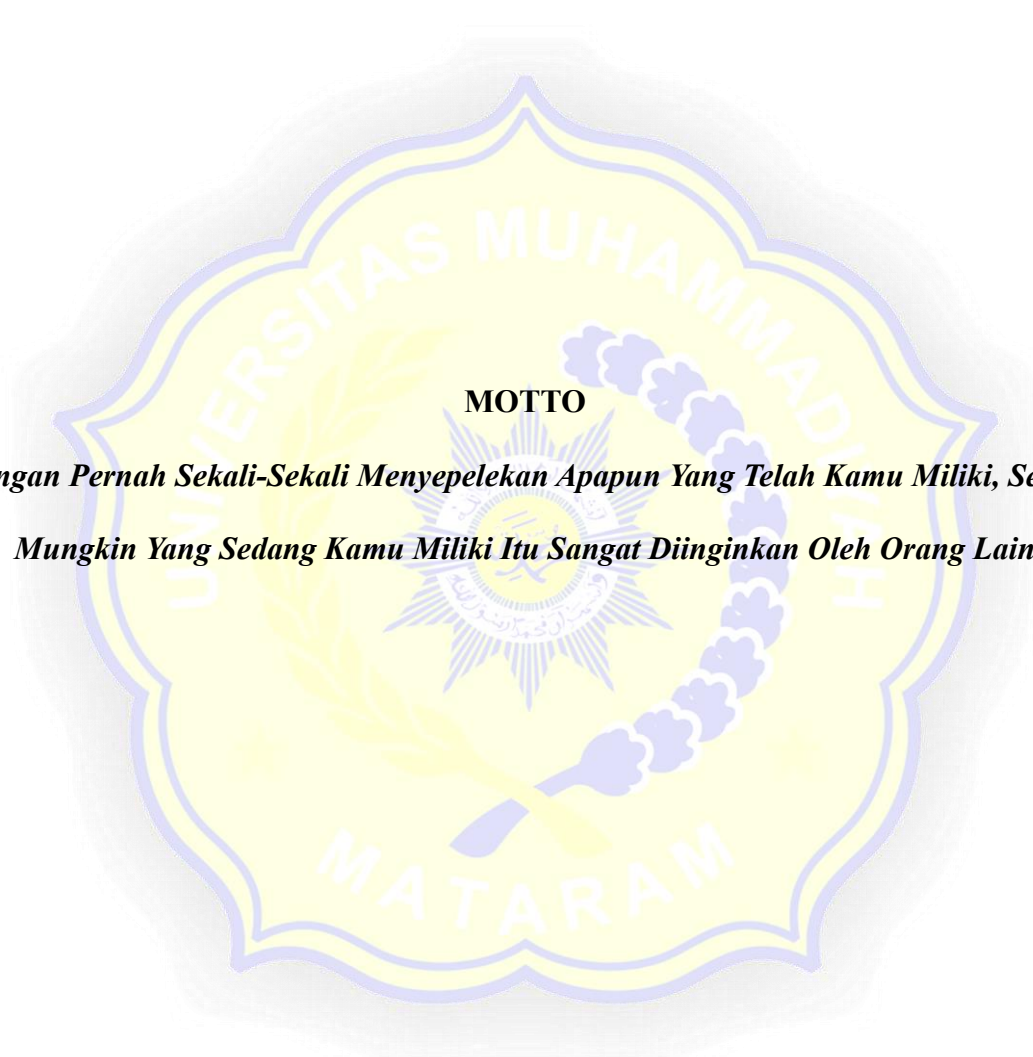 UNIVERSITAS MUHAMMADIYAH
MOTTO
ngan Pernah Sekali-Sekali Menyepelekan Apapun Yang Telah Kamu Miliki, Se
Mungkin Yang Sedang Kamu Miliki Itu Sangat Diinginkan Oleh Orang Lain
MATARAM